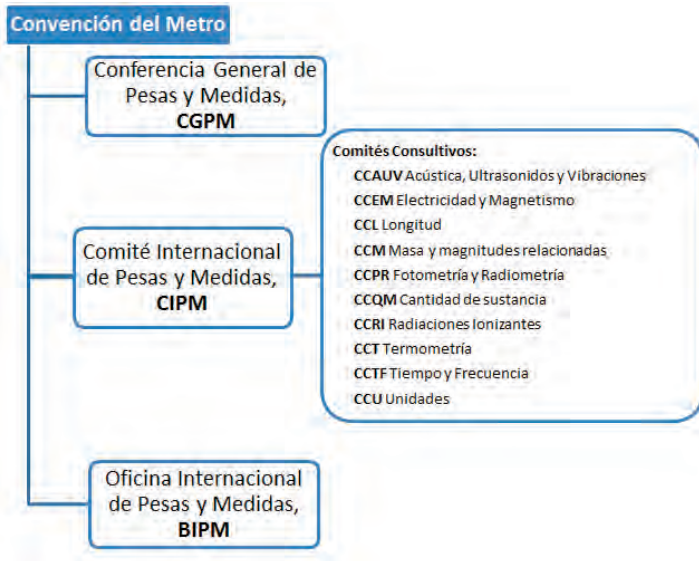 Convención del Metro
Conferencia General de
Pesas y Medidas,
CGPM
Comité Internacional
de Pesas y Medidas,
CIPM
Comités Consultivos:
CCAUV Acústica, Ultrasonidos y Vibraciones
CCEM Electricidad y Magnetismo
CCL Longitud
CCM Masa y magnitudes relacionadas
CCPR Fotometría y Radiometría
CCQM Cantidad de sustancia
CCRI Radiaciones Ionizantes
CCT Termometría
CCTF Tiempo y Frecuencia
CCU Unidades
Oficina Internacional
de Pesas y Medidas,
BIPM